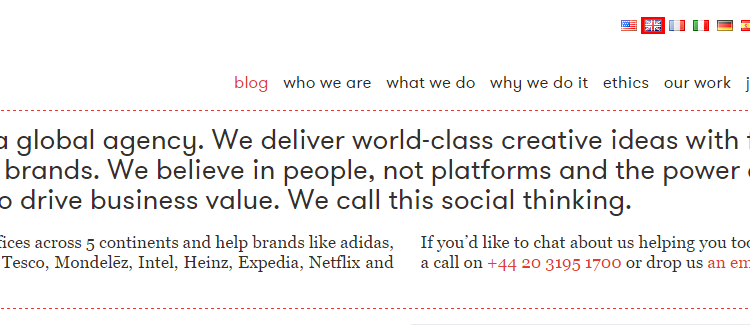 blog who we are what we do why we do it ethics our work
a global agency. We deliver world-class creative ideas with
brands. We believe in people, not platforms and the power
o drive business value. We call this social thinking.
fices across 5 continents and help brands like adidas,
Tesco, Mondelēz, Intel, Heinz, Expedia, Netflix and
If you'd like to chat about us helping you too
a call on +44 20 3195 1700 or drop us an em